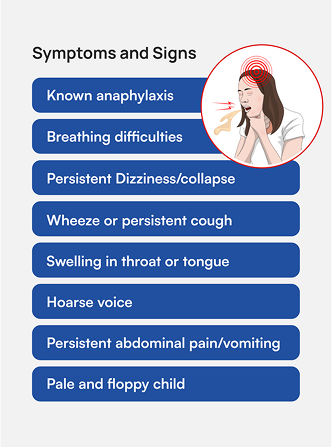 Symptoms and Signs
Known anaphylaxis
Breathing difficulties
Persistent Dizziness/collapse
Wheeze or persistent cough
Swelling in throat or tongue
Hoarse voice
Persistent abdominal pain/vomiting
Pale and floppy child